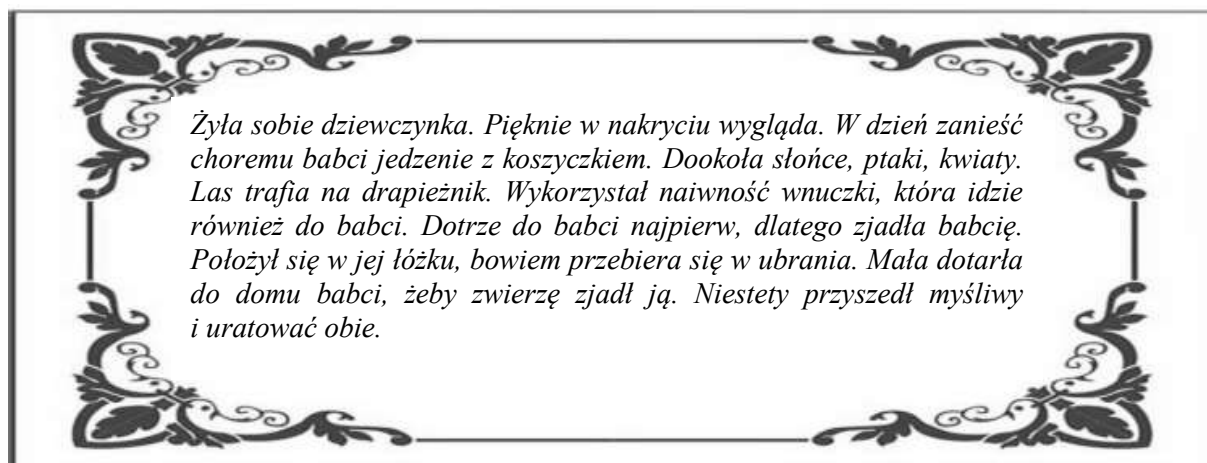 Żyła sobie dziewczynka. Pięknie w nakryciu wygląda. W dzień zanieść
choremu babci jedzenie z koszyczkiem. Dookoła słońce, ptaki, kwiaty.
Las trafia na drapieżnik. Wykorzystał naiwność wnuczki, która idzie
również do babci. Dotrze do babci najpierw, dlatego zjadła babcię.
Położył się w jej łóżku, bowiem przebiera się w ubrania. Mała dotarła
do domu babci, żeby zwierzę zjadł ją. Niestety przyszedł myśliwy
i uratować obie.